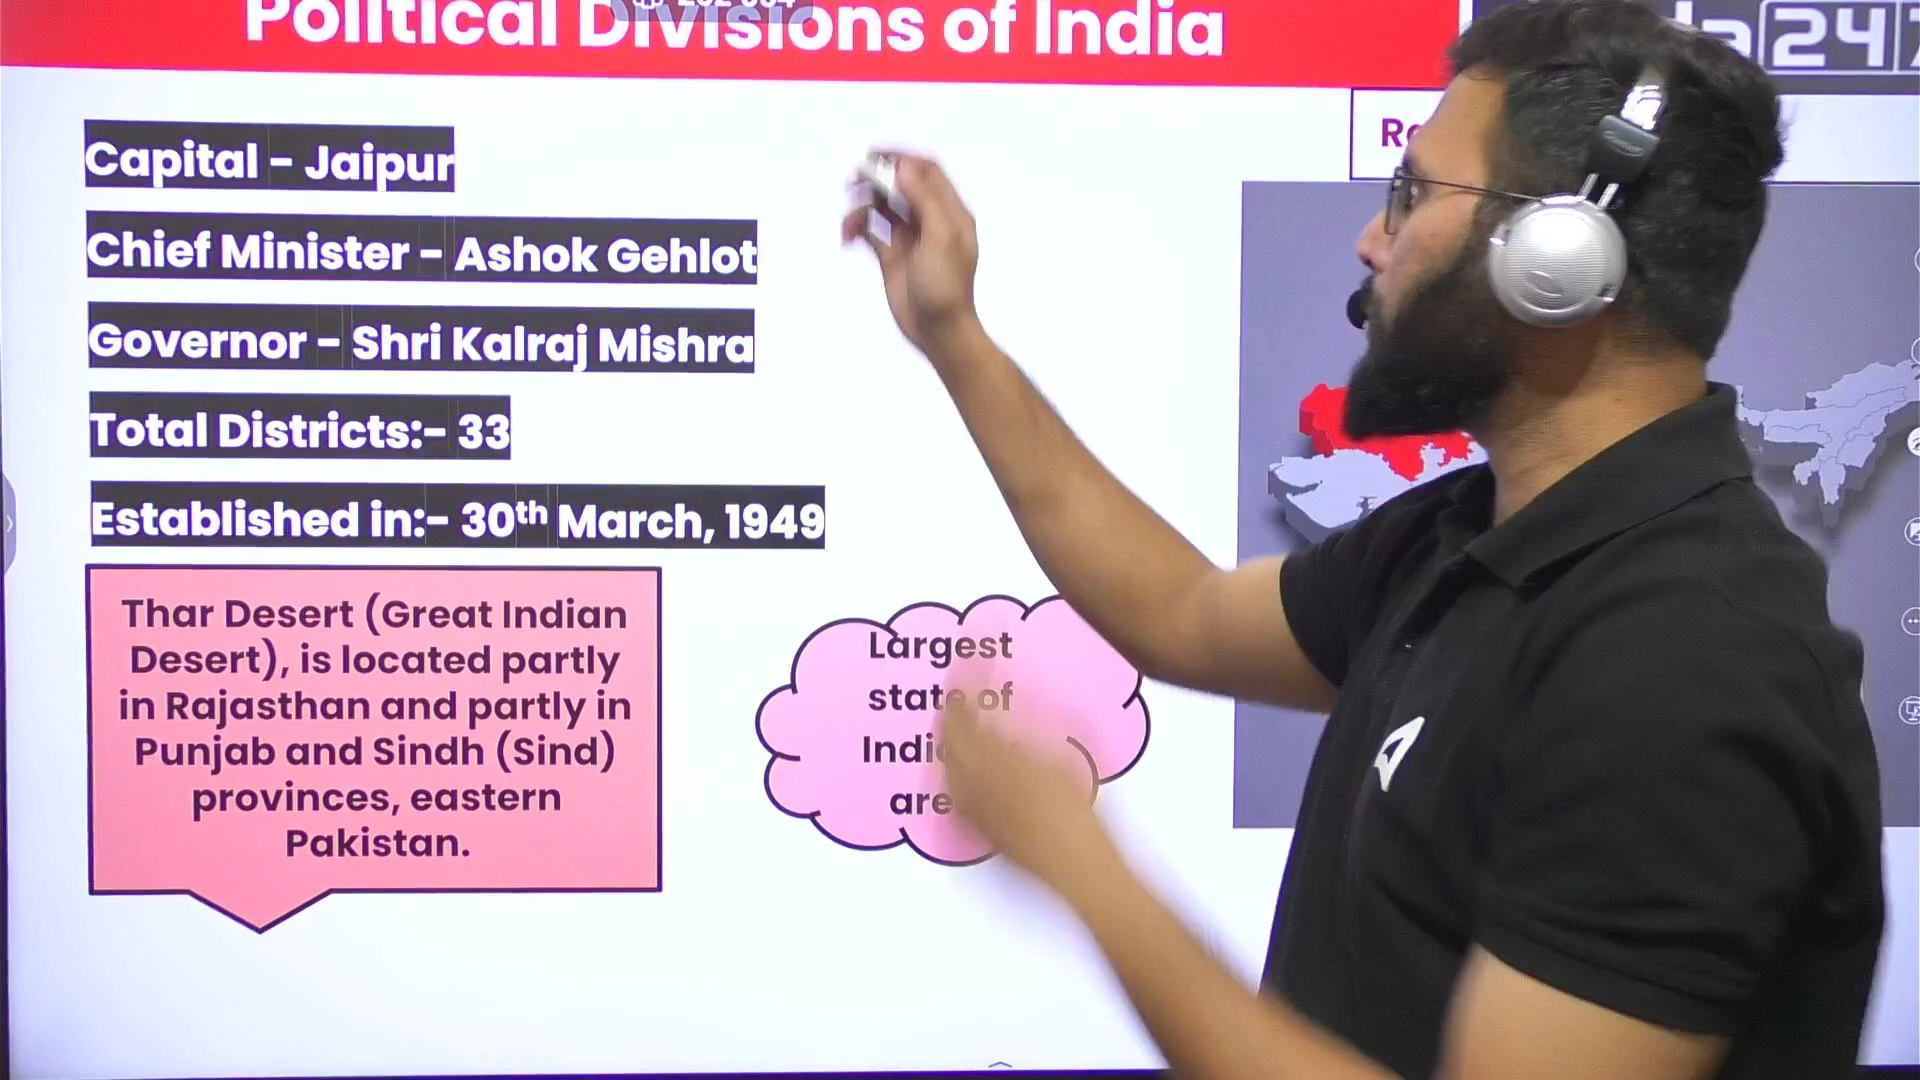 Political Divisions of India
247
Capital - Jaipur
Chief Minister - Ashok Gehlot
Governor - Shri Kalraj Mishra
Total Districts:- 33
Established in:- 30th March, 1949
Thar Desert (Great Indian
Desert), is located partly
in Rajasthan and partly in
Punjab and Sindh (Sind)
provinces, eastern
Pakistan.
Largest
state of